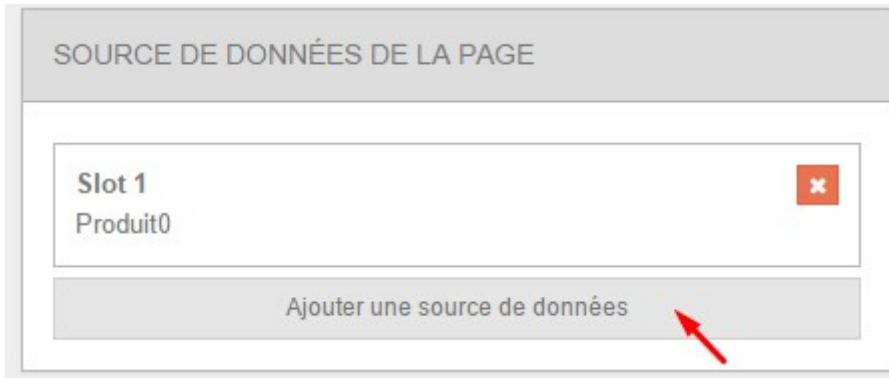 SOURCE DE DONNÉES DE LA PAGE
Slot 1
Produit0
Ajouter une source de données